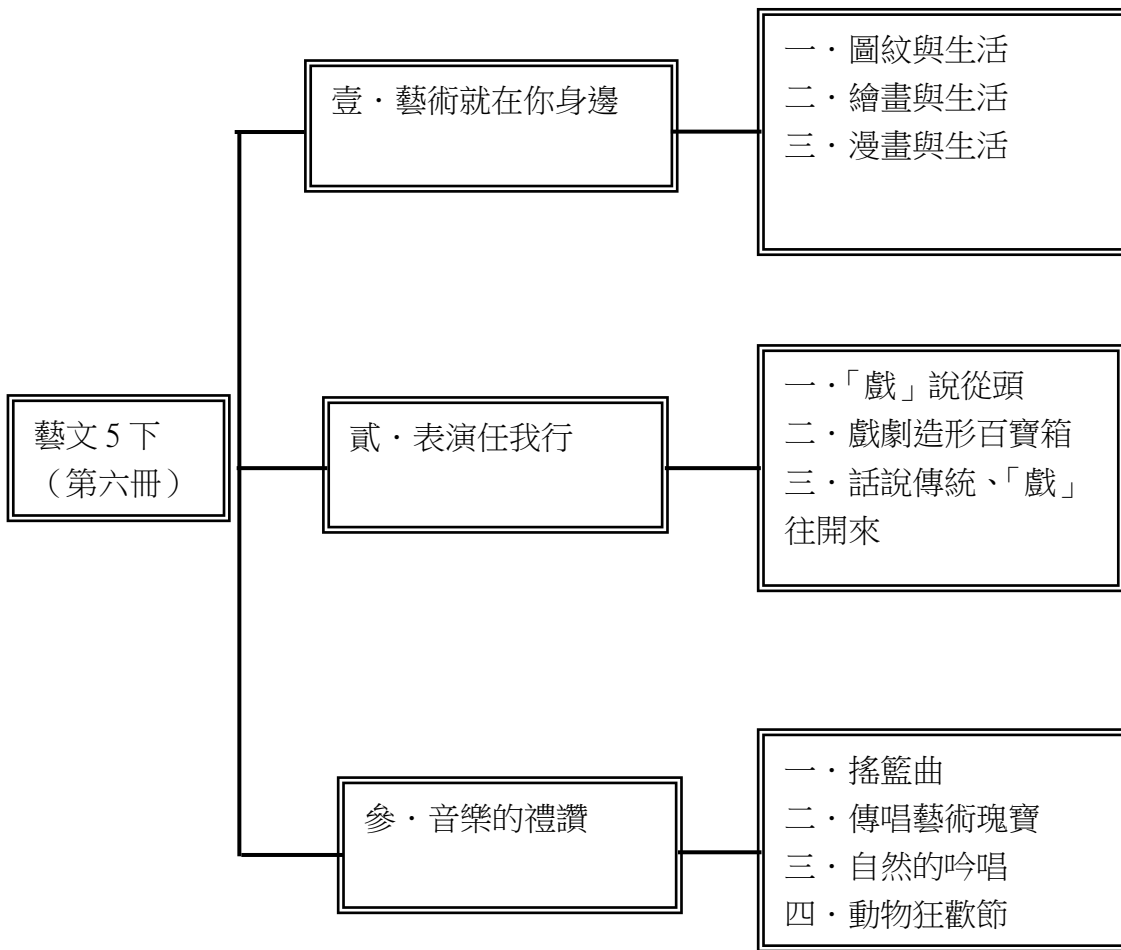 藝文 5 下
（第六冊）
壹．藝術就在你身邊
一．圖紋與生活
二．繪畫與生活
三．漫畫與生活
貳．表演任我行
一．「戲」說從頭
二．戲劇造形百寶箱
三．話說傳統、「戲」
往開來
參．音樂的禮讚
一．搖籃曲
二．傳唱藝術瑰寶
三．自然的吟唱
四．動物狂歡節